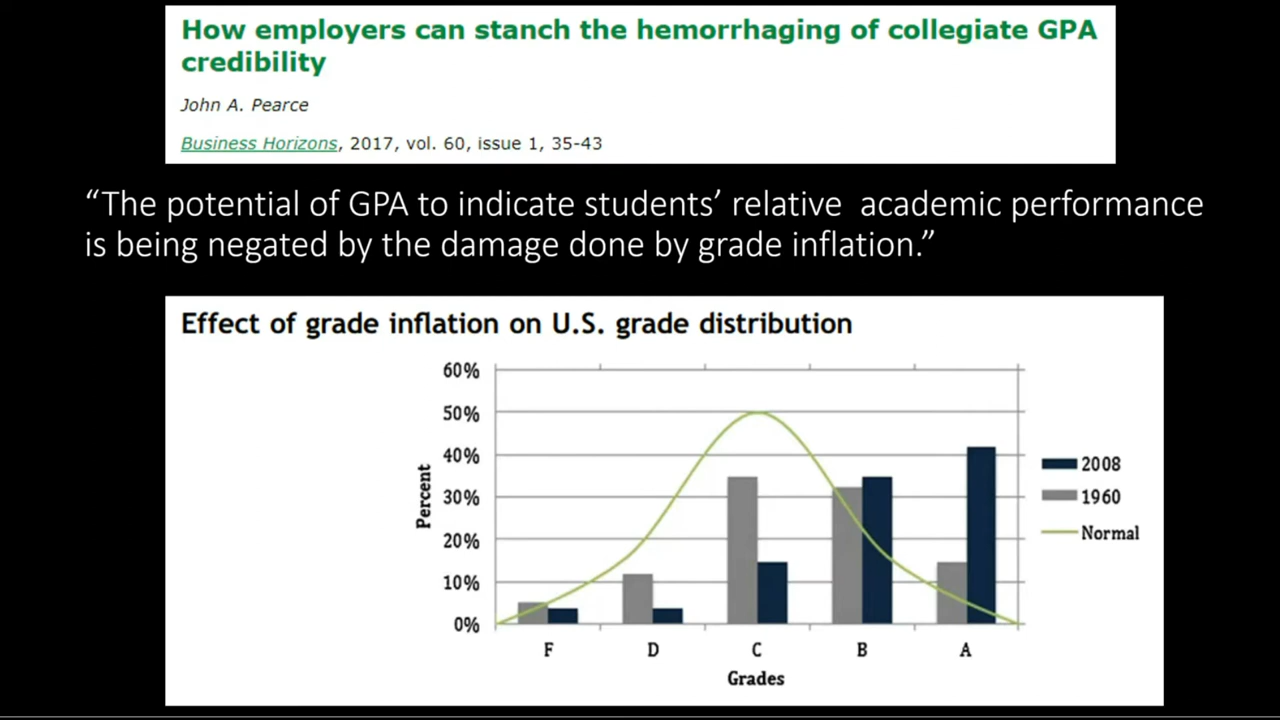 How employers can stanch the hemorrhaging of collegiate GPA
credibility
John A. Pearce
Business Horizons, 2017, vol. 60, issue 1, 35-43
“The potential of GPA to indicate students’ relative academic performance
is being negated by the damage done by grade inflation.”
Effect of grade inflation on U.S. grade distribution
60%
50%
40%
30%
20%
10%
0%
Percent
F D C B A
Grades
2008
1960
Normal